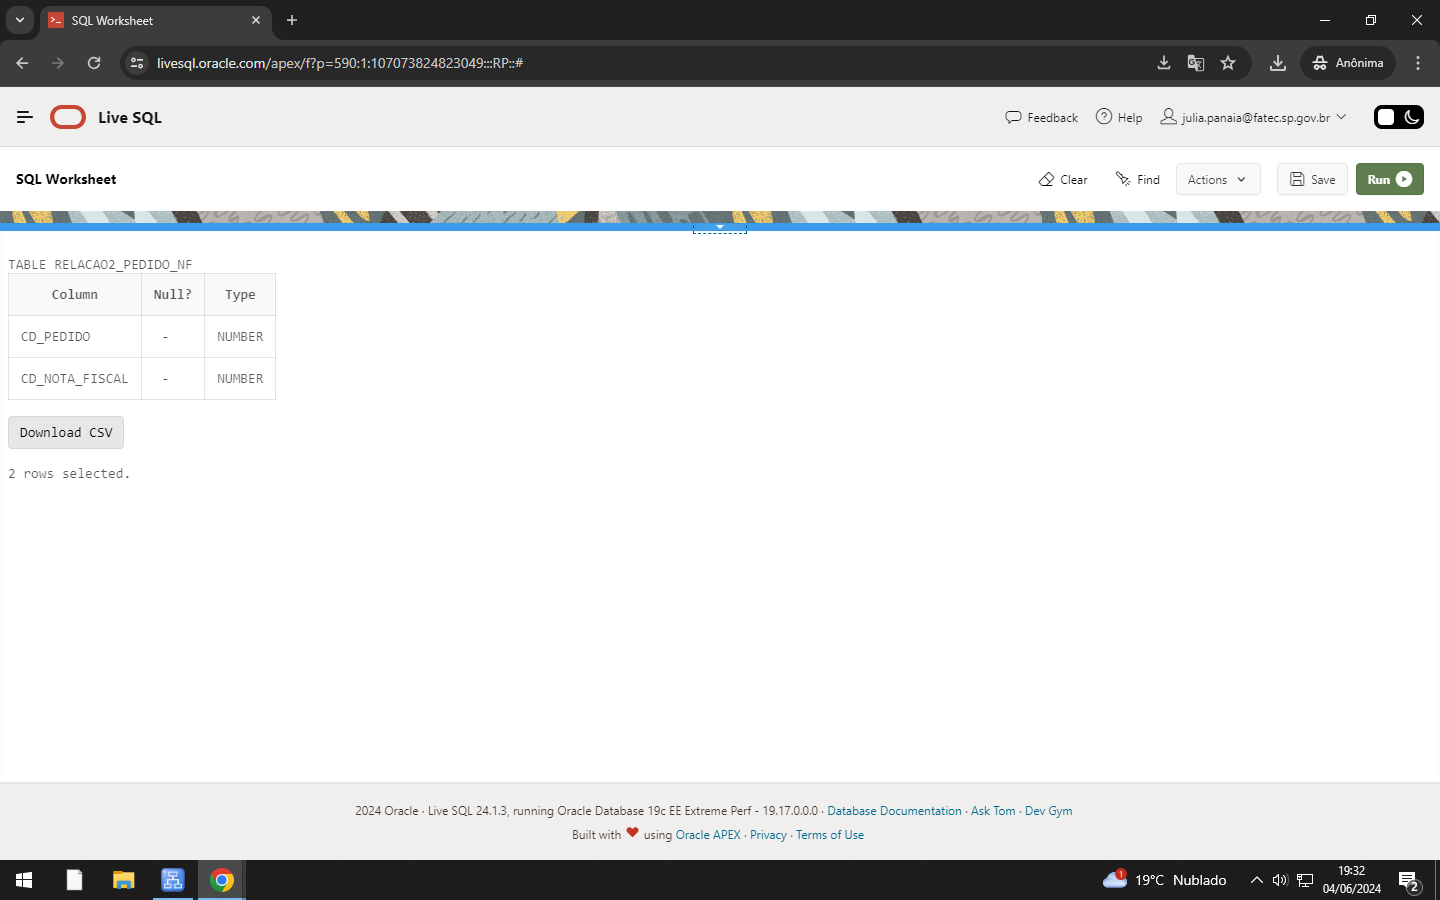 SQL Worksheet
livesql.oracle.com/apex/f?p=590:1:107073824823049:::RP::#
Anônima
Live SQL
Feedback
Help
julia.panaia@fatec.sp.gov.br
SQL Worksheet
Clear
Find
Actions
Save
Run
TABLE RELACAO2_PEDIDO_NF
Column Null? Type
CD_PEDIDO - NUMBER
CD_NOTA_FISCAL - NUMBER
Download CSV
2 rows selected.
2024 Oracle · Live SQL 24.1.3, running Oracle Database 19c EE Extreme Perf - 19.17.0.0.0 · Database Documentation · Ask Tom · Dev Gym
Built with ❤ using Oracle APEX · Privacy · Terms of Use
1
19°C Nublado
19:32
04/06/2024
2